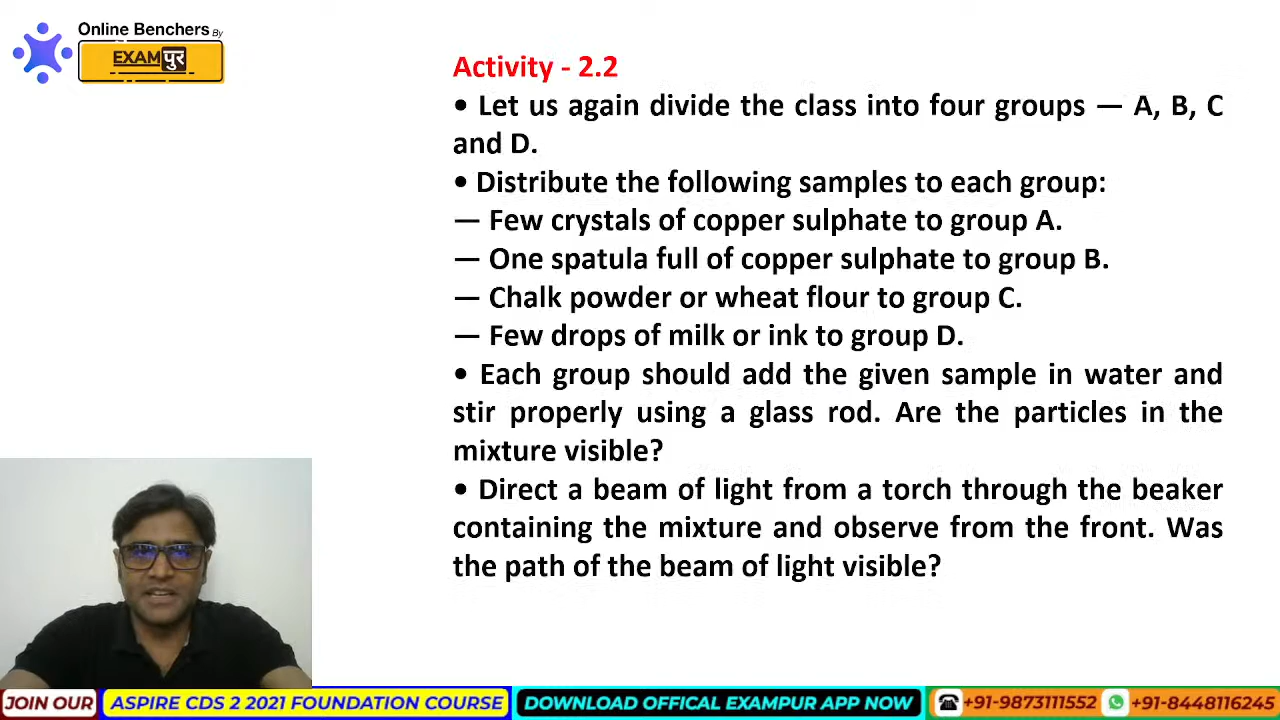 Online Benchers By
EXAMपुर
Activity - 2.2
• Let us again divide the class into four groups — A, B, C
and D.
• Distribute the following samples to each group:
— Few crystals of copper sulphate to group A.
— One spatula full of copper sulphate to group B.
— Chalk powder or wheat flour to group C.
— Few drops of milk or ink to group D.
• Each group should add the given sample in water and
stir properly using a glass rod. Are the particles in the
mixture visible?
• Direct a beam of light from a torch through the beaker
containing the mixture and observe from the front. Was
the path of the beam of light visible?
JOIN OUR ASPIRE CDS 2 2021 FOUNDATION COURSE DOWNLOAD OFFICAL EXAMPUR APP NOW +91-9873111552 +91-8448116245